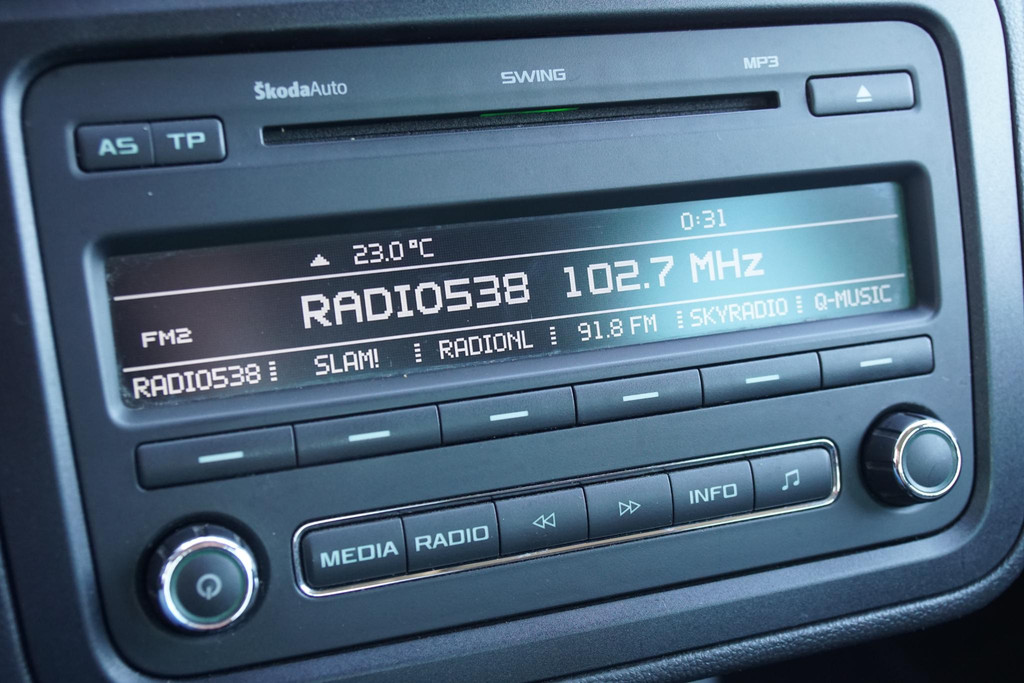 ŠkodaAuto SWING MP3
AS TP
23.0°C 0:31
RADIO538 102.7 MHz
FM2
RADIO538 SLAM! RADIONL 91.8 FM SKYRADIO Q-MUSIC
MEDIA RADIO INFO